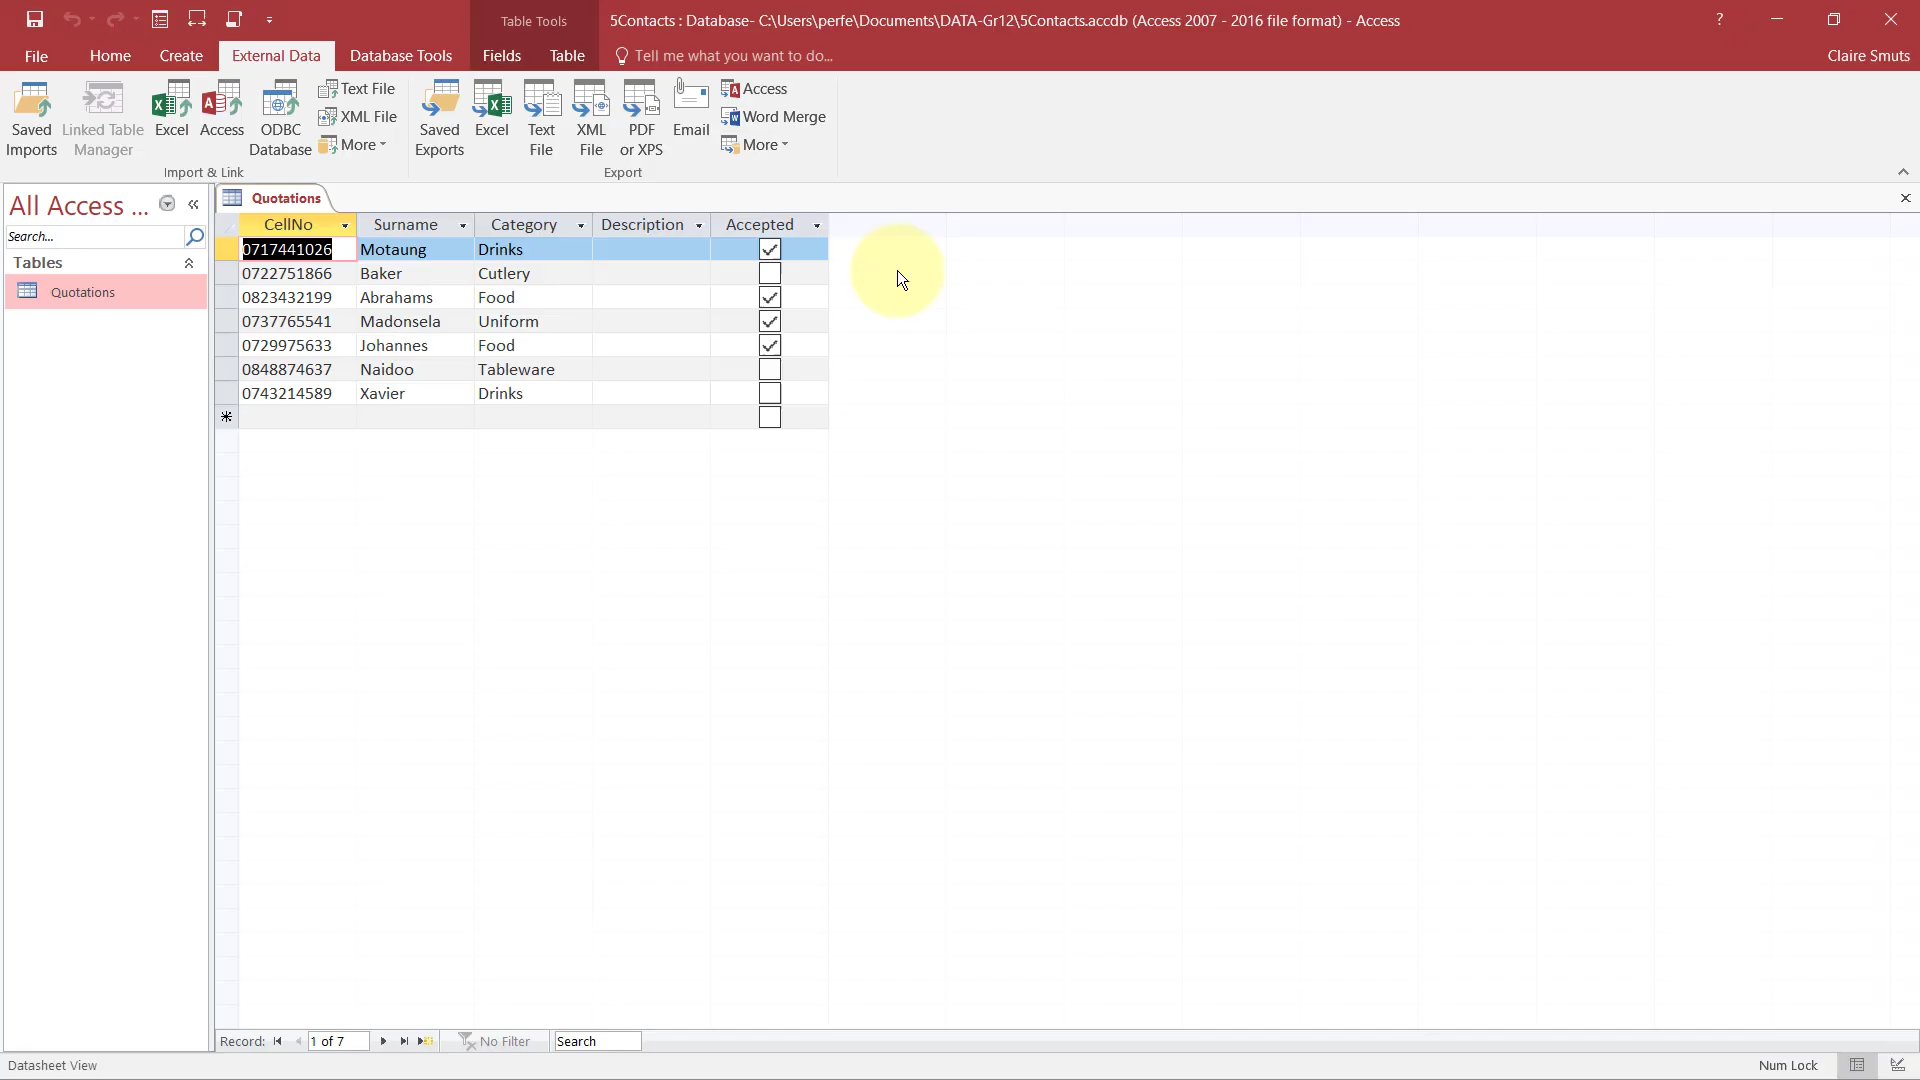 Table Tools
5Contacts : Database- C:\Users\perfe\Documents\DATA-Gr12\5Contacts.accdb (Access 2007 - 2016 file format) - Access
?
File Home Create External Data Database Tools Fields Table Tell me what you want to do... Claire Smuts
Saved Imports
Linked Table Manager
Excel
Access
ODBC Database
Text File
XML File
More
Import & Link
Saved Exports
Excel
Text File
XML File
PDF or XPS
Email
Access
Word Merge
More
Export
All Access ...
Search...
Tables
Quotations
Quotations
CellNo Surname Category Description Accepted
0717441026 Motaung Drinks
0722751866 Baker Cutlery
0823432199 Abrahams Food
0737765541 Madonsela Uniform
0729975633 Johannes Food
0848874637 Naidoo Tableware
0743214589 Xavier Drinks
Record: 1 of 7 No Filter Search
Datasheet View Num Lock